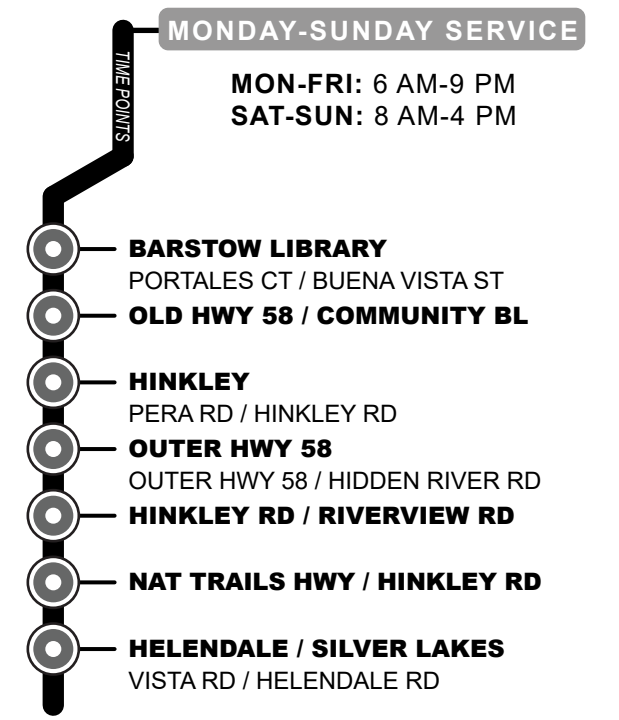 MONDAY-SUNDAY SERVICE
TIME POINTS
MON-FRI: 6 AM-9 PM
SAT-SUN: 8 AM-4 PM
BARSTOW LIBRARY
PORTALES CT / BUENA VISTA ST
OLD HWY 58 / COMMUNITY BL
HINKLEY
PERA RD / HINKLEY RD
OUTER HWY 58
OUTER HWY 58 / HIDDEN RIVER RD
HINKLEY RD / RIVERVIEW RD
NAT TRAILS HWY / HINKLEY RD
HELENDALE / SILVER LAKES
VISTA RD / HELENDALE RD